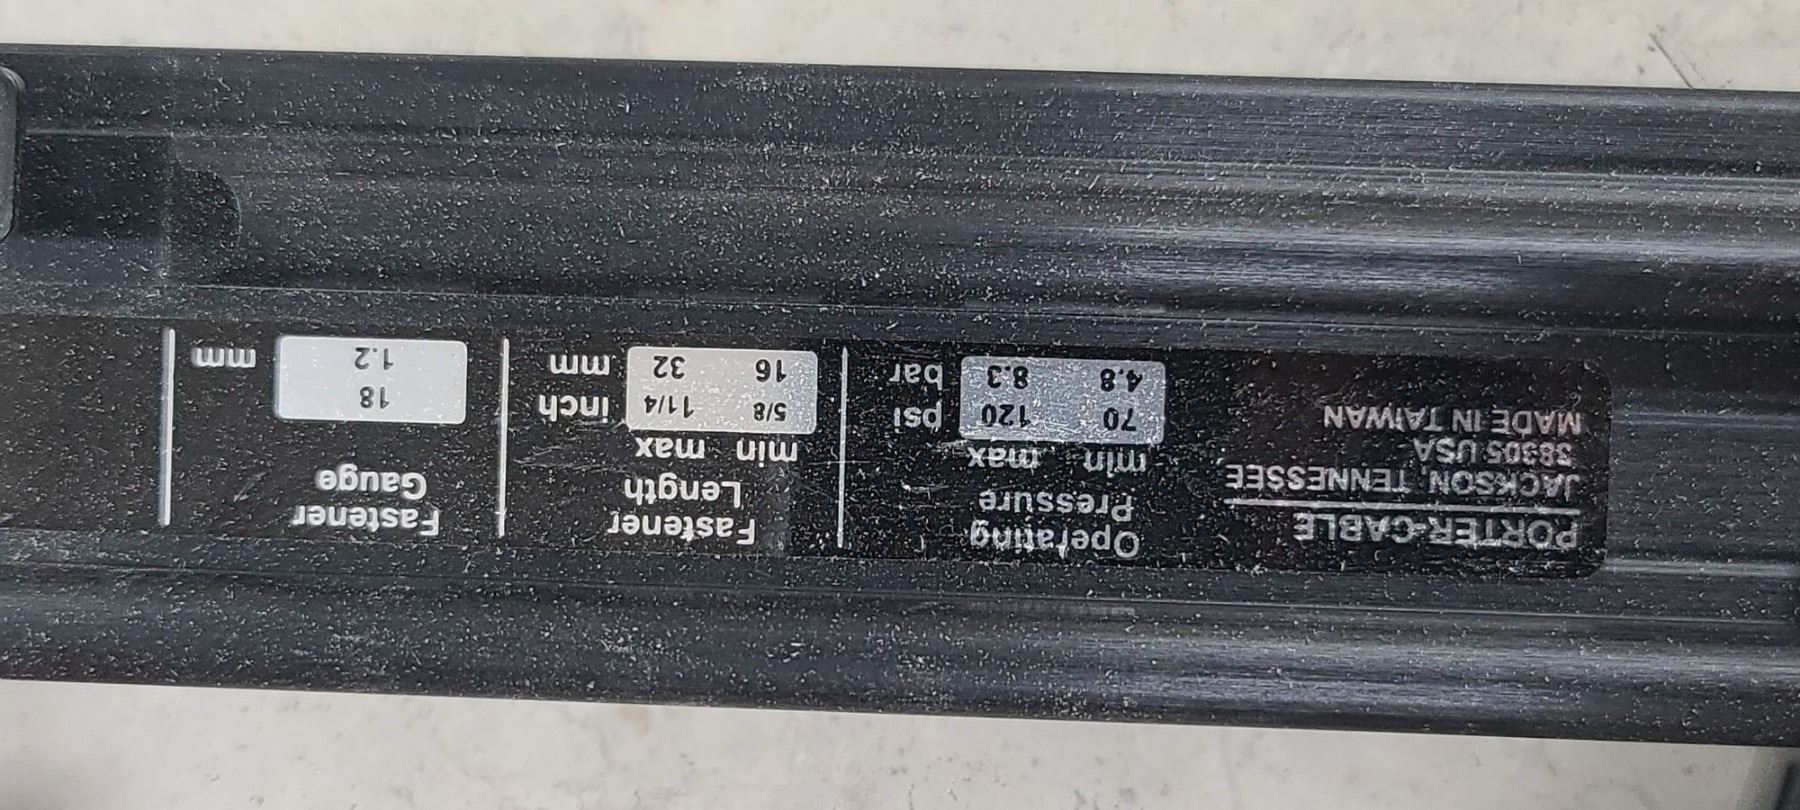 PORTER-CABLE
JACKSON, TENNESSEE
38305 USA
MADE IN TAIWAN
Operating
Pressure
min max
70 120 psi
4.8 8.3 bar
Fastener
Length
min max
5/8 11/4 inch
16 32 mm
Fastener
Gauge
18
1.2 mm